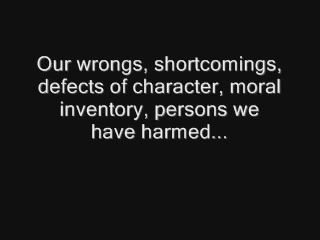 Our wrongs, shortcomings,
defects of character, moral
inventory, persons we
have harmed...